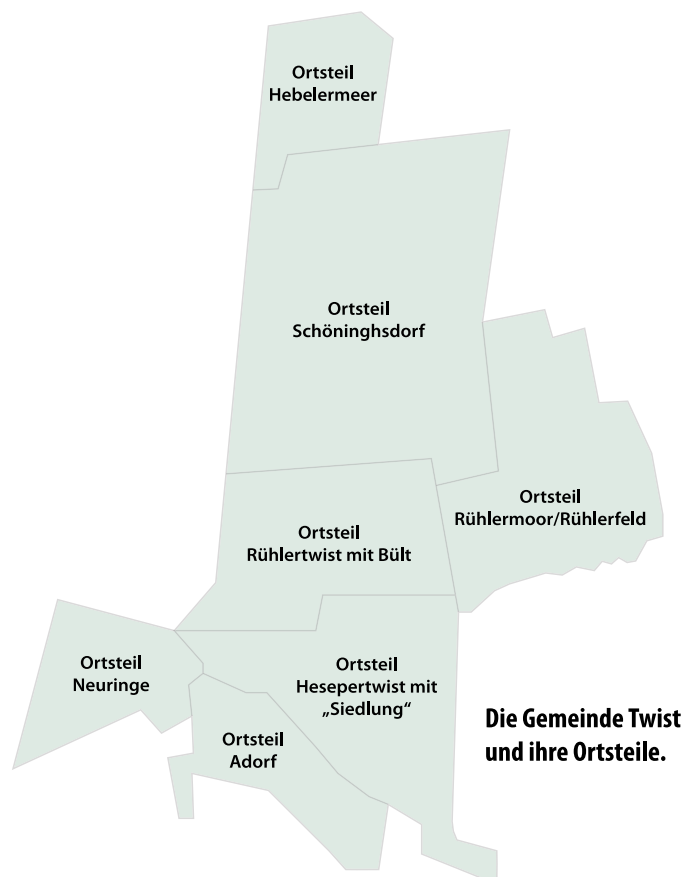 Ortsteil
Hebelermeer
Ortsteil
Schöninghsdorf
Ortsteil
Rühlermoor/Rühlerfeld
Ortsteil
Rühlertwist mit Bült
Ortsteil
Neuringe
Ortsteil
Hesepertwist mit
„Siedlung“
Ortsteil
Adorf
Die Gemeinde Twist
und ihre Ortsteile.